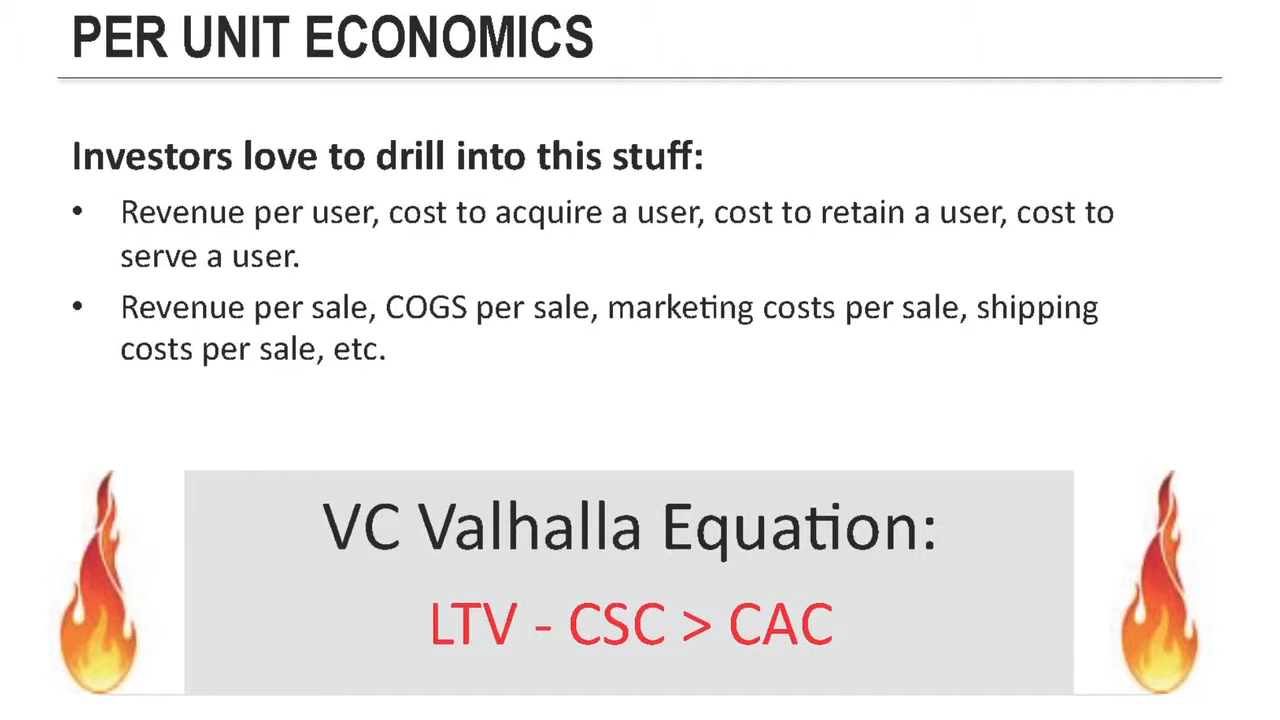 PER UNIT ECONOMICS
Investors love to drill into this stuff:
• Revenue per user, cost to acquire a user, cost to retain a user, cost to
serve a user.
• Revenue per sale, COGS per sale, marketing costs per sale, shipping
costs per sale, etc.
VC Valhalla Equation:
LTV - CSC > CAC